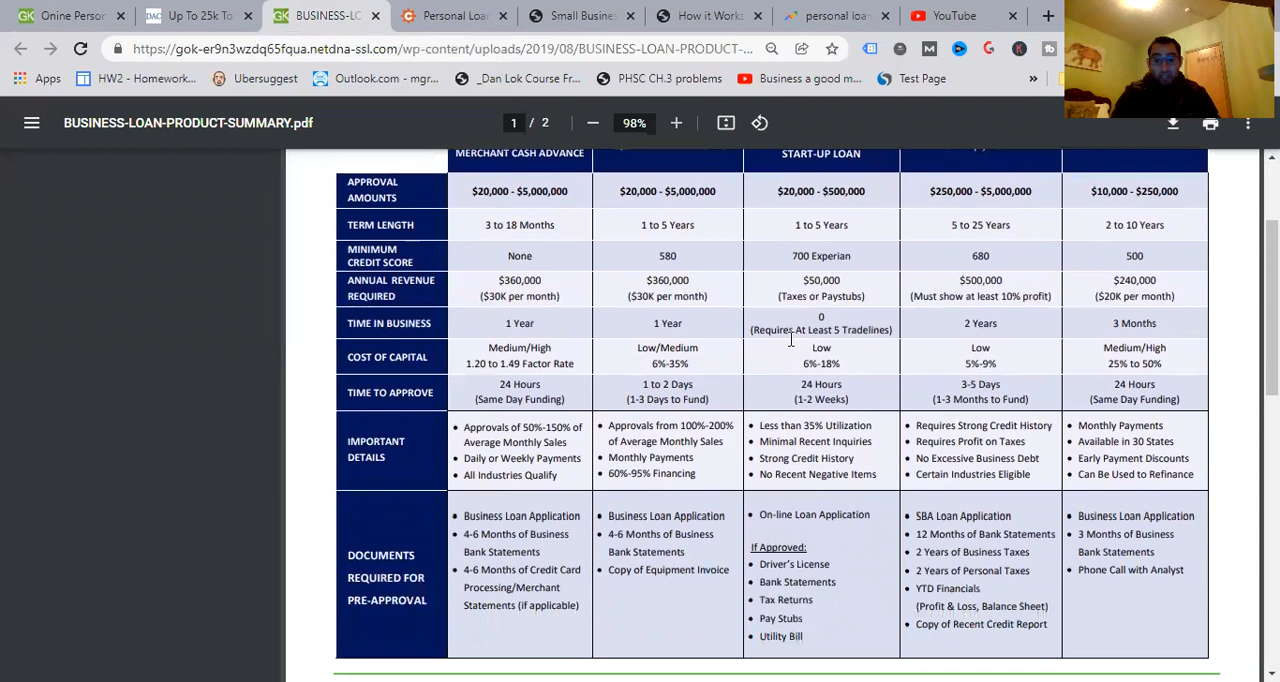 Onine Persona
Up To 25k To
BUSINESS-LO
Personal Loan
Small Busines
How it Works
personal loan
YouTube
https://gok-er9n3wzdq65fqua.netdna-ssl.com/wp-content/uploads/2019/08/BUSINESS-LOAN-PRODUCT-...
Apps
HW2 - Homework...
Ubersuggest
Outlook.com - mgr...
_Dan Lok Course Fr...
PHSC CH.3 problems
Business a good m...
Test Page
»
BUSINESS-LOAN-PRODUCT-SUMMARY.pdf
1 / 2
98%
MERCHANT CASH ADVANCE
START-UP LOAN
APPROVAL AMOUNTS
$20,000 - $5,000,000
$20,000 - $5,000,000
$20,000 - $500,000
$250,000 - $5,000,000
$10,000 - $250,000
TERM LENGTH
3 to 18 Months
1 to 5 Years
1 to 5 Years
5 to 25 Years
2 to 10 Years
MINIMUM
CREDIT SCORE
None
580
700 Experian
680
500
ANNUAL REVENUE
REQUIRED
$360,000
($30K per month)
$360,000
($30K per month)
$50,000
(Taxes or Paystubs)
$500,000
(Must show at least 10% profit)
$240,000
($20K per month)
TIME IN BUSINESS
1 Year
1 Year
0
(Requires At Least 5 Tradelines)
2 Years
3 Months
COST OF CAPITAL
Medium/High
1.20 to 1.49 Factor Rate
Low/Medium
6%-35%
Low
6%-18%
Low
5%-9%
Medium/High
25% to 50%
TIME TO APPROVE
24 Hours
(Same Day Funding)
1 to 2 Days
(1-3 Days to Fund)
24 Hours
(1-2 Weeks)
3-5 Days
(1-3 Months to Fund)
24 Hours
(Same Day Funding)
IMPORTANT
DETAILS
• Approvals of 50%-150% of
Average Monthly Sales
• Daily or Weekly Payments
• All Industries Qualify
• Approvals from 100%-200%
of Average Monthly Sales
• Monthly Payments
• 60%-95% Financing
• Less than 35% Utilization
• Minimal Recent Inquiries
• Strong Credit History
• No Recent Negative Items
• Requires Strong Credit History
• Requires Profit on Taxes
• No Excessive Business Debt
• Certain Industries Eligible
• Monthly Payments
• Available in 30 States
• Early Payment Discounts
• Can Be Used to Refinance
DOCUMENTS
REQUIRED FOR
PRE-APPROVAL
• Business Loan Application
• 4-6 Months of Business
Bank Statements
• 4-6 Months of Credit Card
Processing/Merchant
Statements (if applicable)
• Business Loan Application
• 4-6 Months of Business
Bank Statements
• Copy of Equipment Invoice
• On-line Loan Application
If Approved:
• Driver's License
• Bank Statements
• Tax Returns
• Pay Stubs
• Utility Bill
• SBA Loan Application
• 12 Months of Bank Statements
• 2 Years of Business Taxes
• 2 Years of Personal Taxes
• YTD Financials
(Profit & Loss, Balance Sheet)
• Copy of Recent Credit Report
• Business Loan Application
• 3 Months of Business
Bank Statements
• Phone Call with Analyst